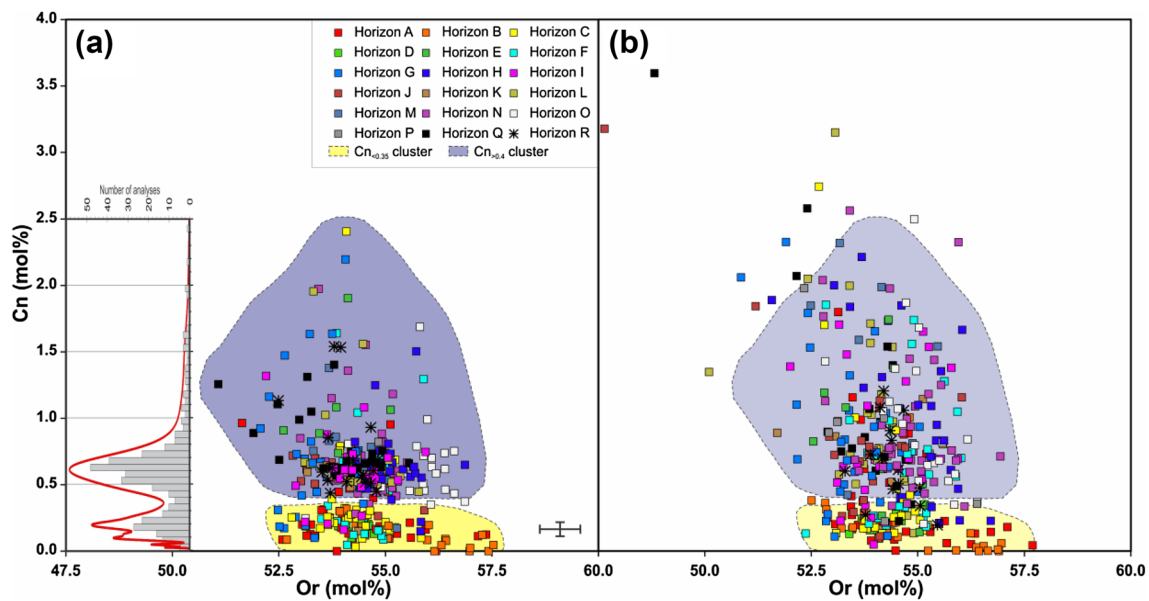 4.0
(a)
(b)
Horizon A Horizon B Horizon C
Horizon D Horizon E Horizon F
3.5
Horizon G Horizon H Horizon I
Horizon J Horizon K Horizon L
Horizon M Horizon N Horizon O
Horizon P Horizon Q Horizon R
3.0
Cn<0.35 cluster Cn>0.4 cluster
Number of analyses
50 40 30 20 10 0
2.5
Cn (mol%)
2.0
1.5
1.0
0.5
0.0
47.5 50.0 52.5 55.0 57.5 60.0 50.0 52.5 55.0 57.5 60.0
Or (mol%) Or (mol%)